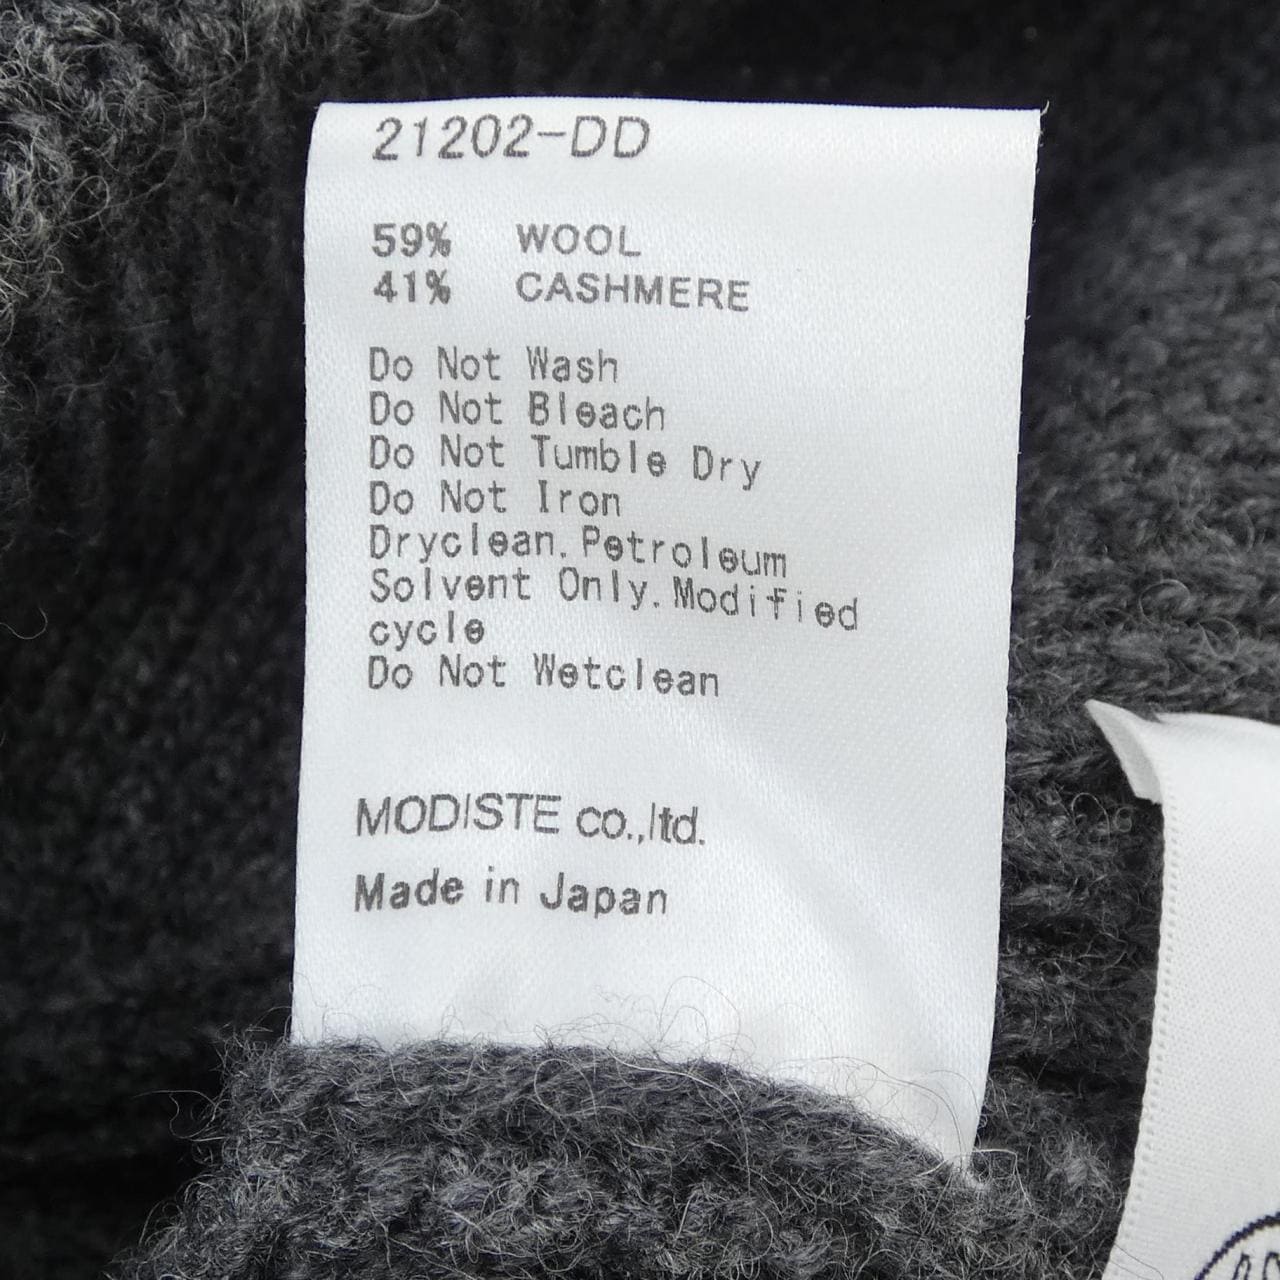 21202-DD
59% WOOL
41% CASHMERE
Do Not Wash
Do Not Bleach
Do Not Tumble Dry
Do Not Iron
Dryclean. Petroleum
Solvent Only. Modified
cycle
Do Not Wetclean
MODISTE co.,ltd.
Made in Japan